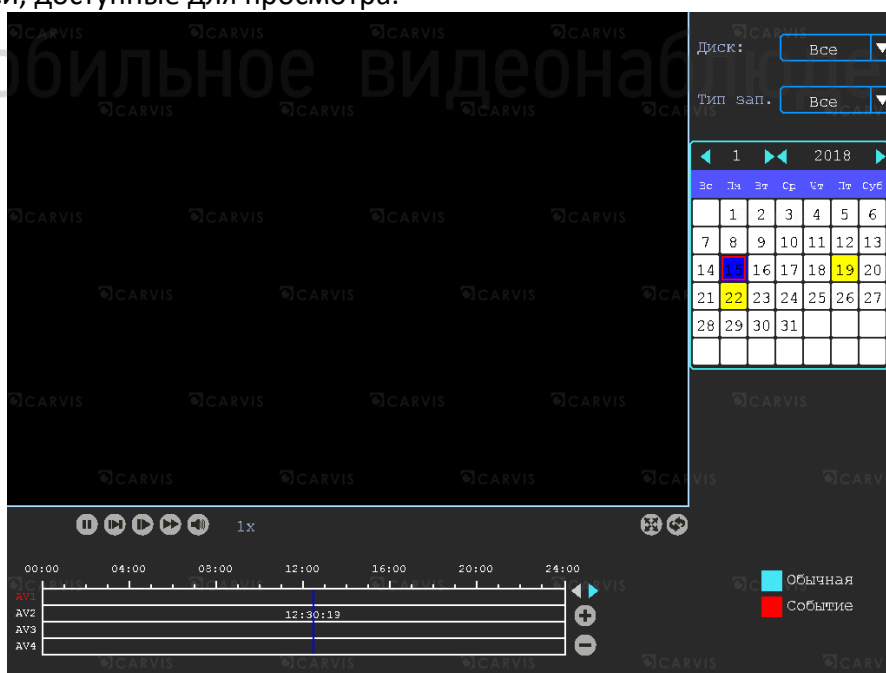 доступные для просмотра.
Мобильное видеонаблюде
Диск: Все
Тип зап. Все
1 2018
Вс Пн Вт Ср Чт Пт Суб
1 2 3 4 5 6
7 8 9 10 11 12 13
14 15 16 17 18 19 20
21 22 23 24 25 26 27
28 29 30 31
CARVIS
1x
00:00 04:00 08:00 12:00 16:00 20:00 24:00
AV1
AV2 12:30:19
AV3
AV4
Обычная
Событие